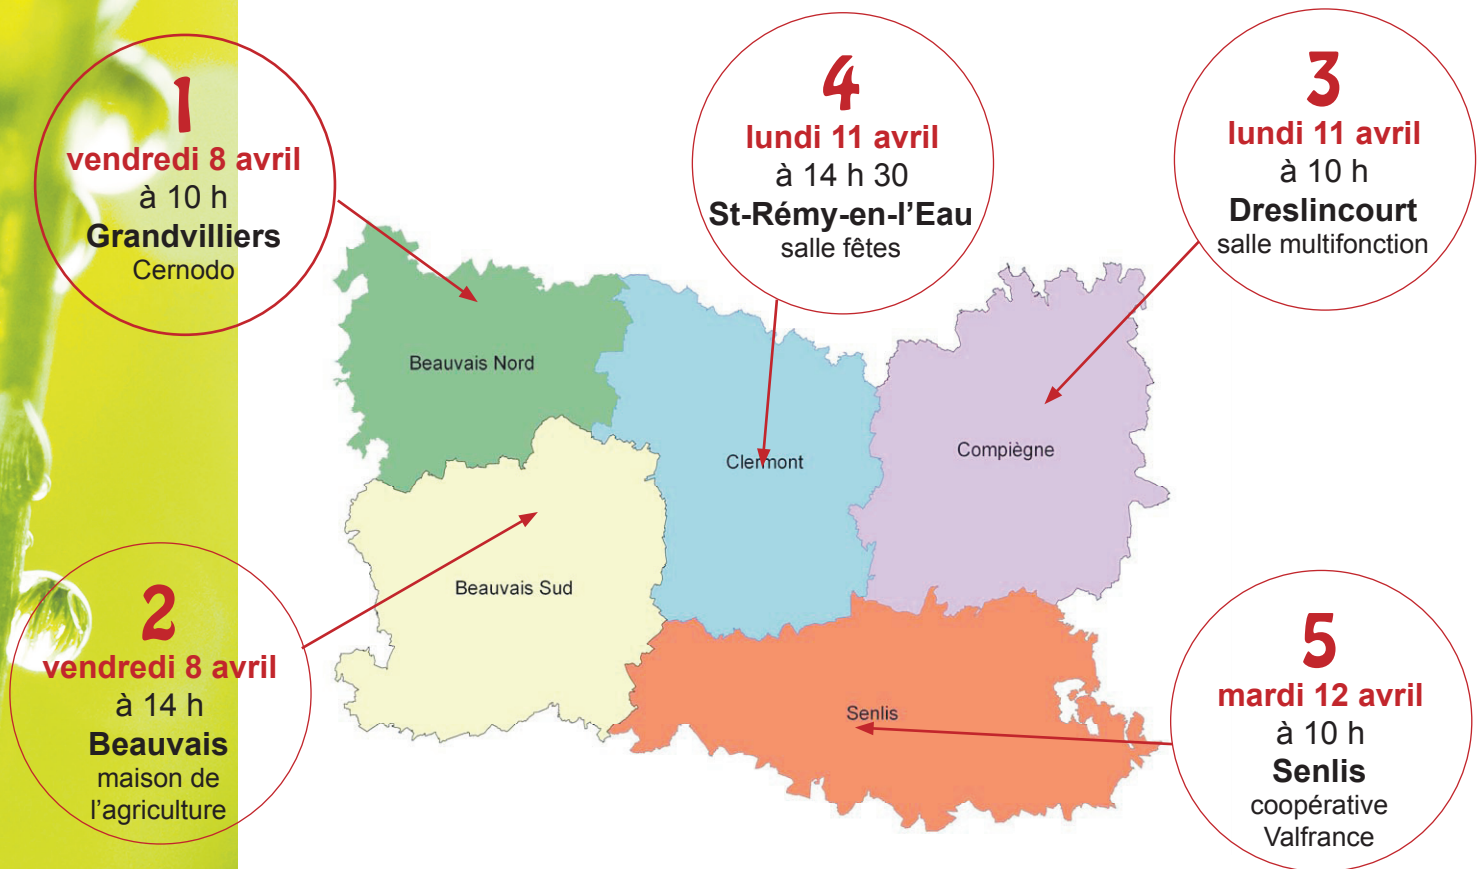 1
vendredi 8 avril
à 10 h
Grandvilliers
Cernodo
4
lundi 11 avril
à 14 h 30
St-Rémy-en-l'Eau
salle fêtes
3
lundi 11 avril
à 10 h
Dreslincourt
salle multifonction
Beauvais Nord
Clermont
Compiègne
Beauvais Sud
Senlis
2
vendredi 8 avril
à 14 h
Beauvais
maison de
l'agriculture
5
mardi 12 avril
à 10 h
Senlis
coopérative
Valfrance